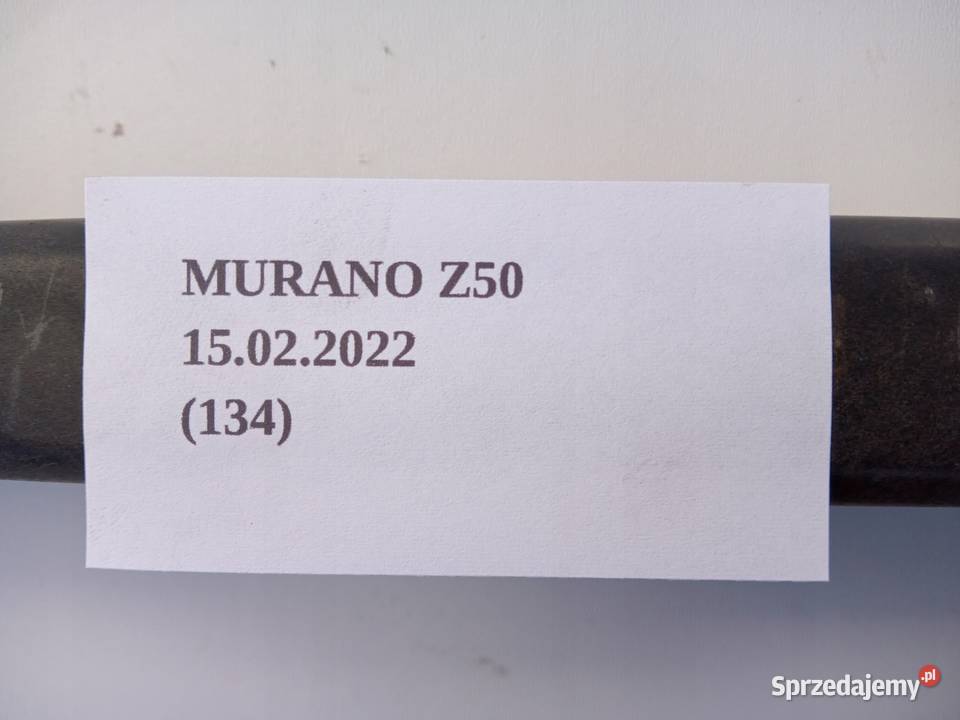 MURANO Z50
15.02.2022
(134)
Sprzedajemy.pl